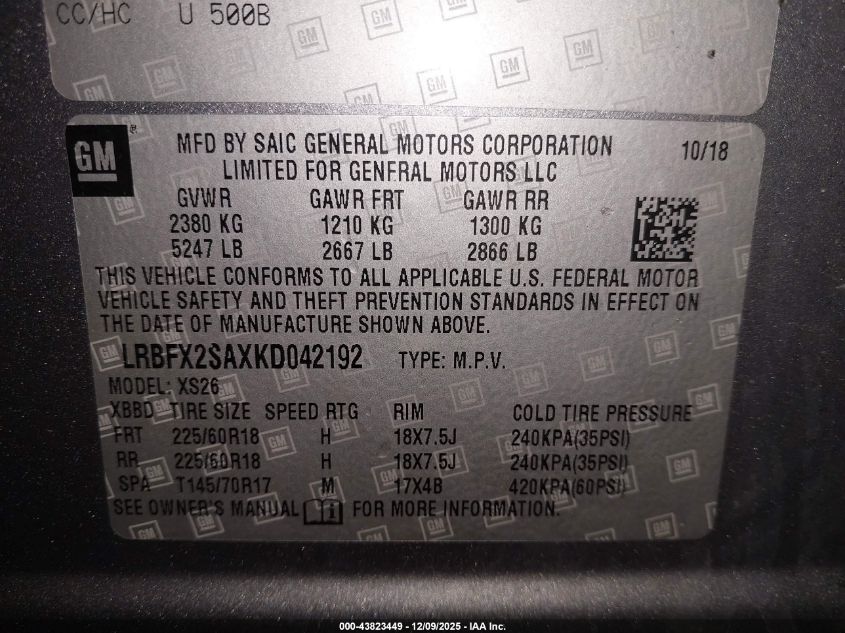 CC/HC U 500B
GM
MFD BY SAIC GENERAL MOTORS CORPORATION 10/18
LIMITED FOR GENERAL MOTORS LLC
GVWR GAWR FRT GAWR RR
2380 KG 1210 KG 1300 KG
5247 LB 2667 LB 2866 LB
THIS VEHICLE CONFORMS TO ALL APPLICABLE U.S. FEDERAL MOTOR
VEHICLE SAFETY AND THEFT PREVENTION STANDARDS IN EFFECT ON
THE DATE OF MANUFACTURE SHOWN ABOVE.
LRBFX2SAXKD042192 TYPE: M.P.V.
MODEL: XS26
XBBD TIRE SIZE SPEED RTG RIM COLD TIRE PRESSURE
FRT 225/60R18 H 18X7.5J 240KPA(35PSI)
RR 225/60R18 H 18X7.5J 240KPA(35PSI)
SPA T145/70R17 M 17X4B 420KPA(60PSI)
SEE OWNER'S MANUAL FOR MORE INFORMATION.
000-43823449 - 12/09/2025 - IAA Inc.